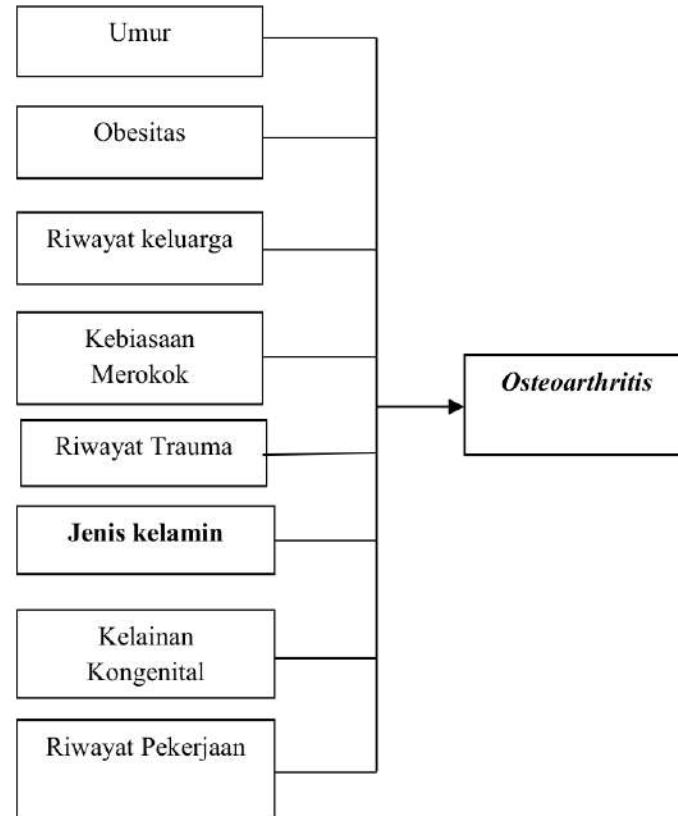 Umur
Obesitas
Riwayat keluarga
Kebiasaan
Merokok
Osteoarthritis
Riwayat Trauma
Jenis kelamin
Kelainan
Kongenital
Riwayat Pekerjaan